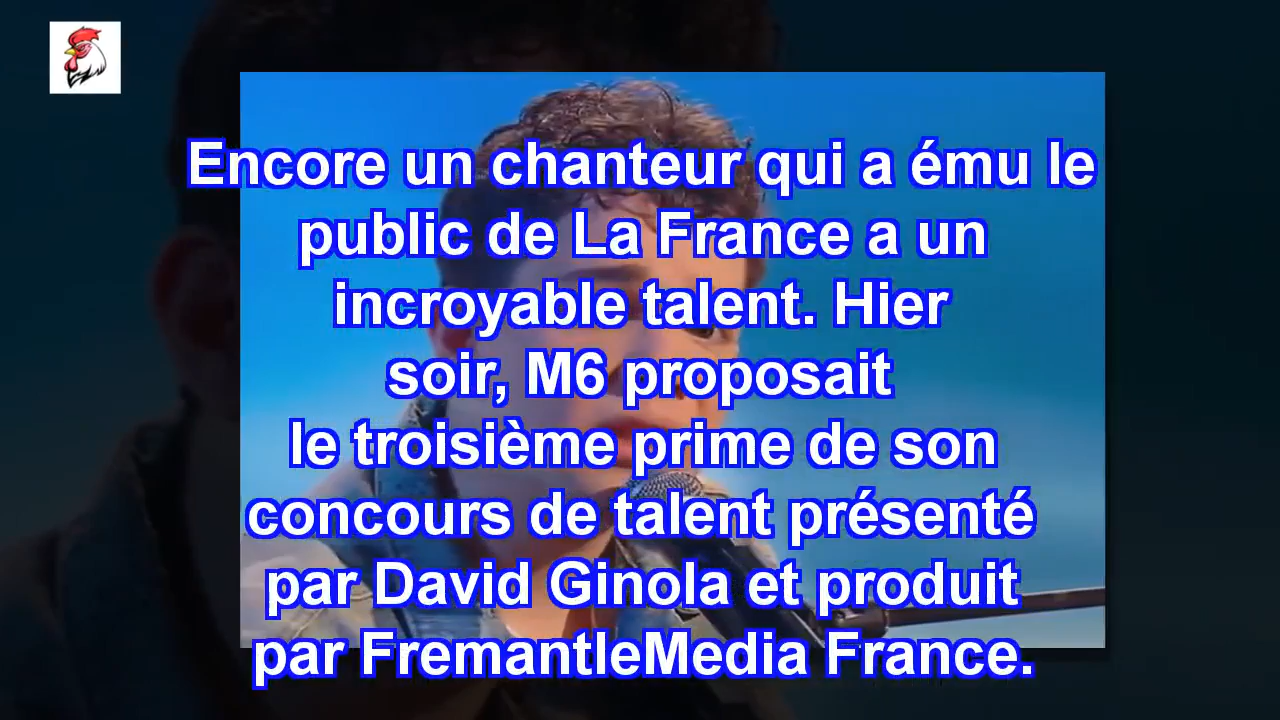 Encore un chanteur qui a ému le
public de La France a un
incroyable talent. Hier
soir, M6 proposait
le troisième prime de son
concours de talent présenté
par David Ginola et produit
par FremantleMedia France.